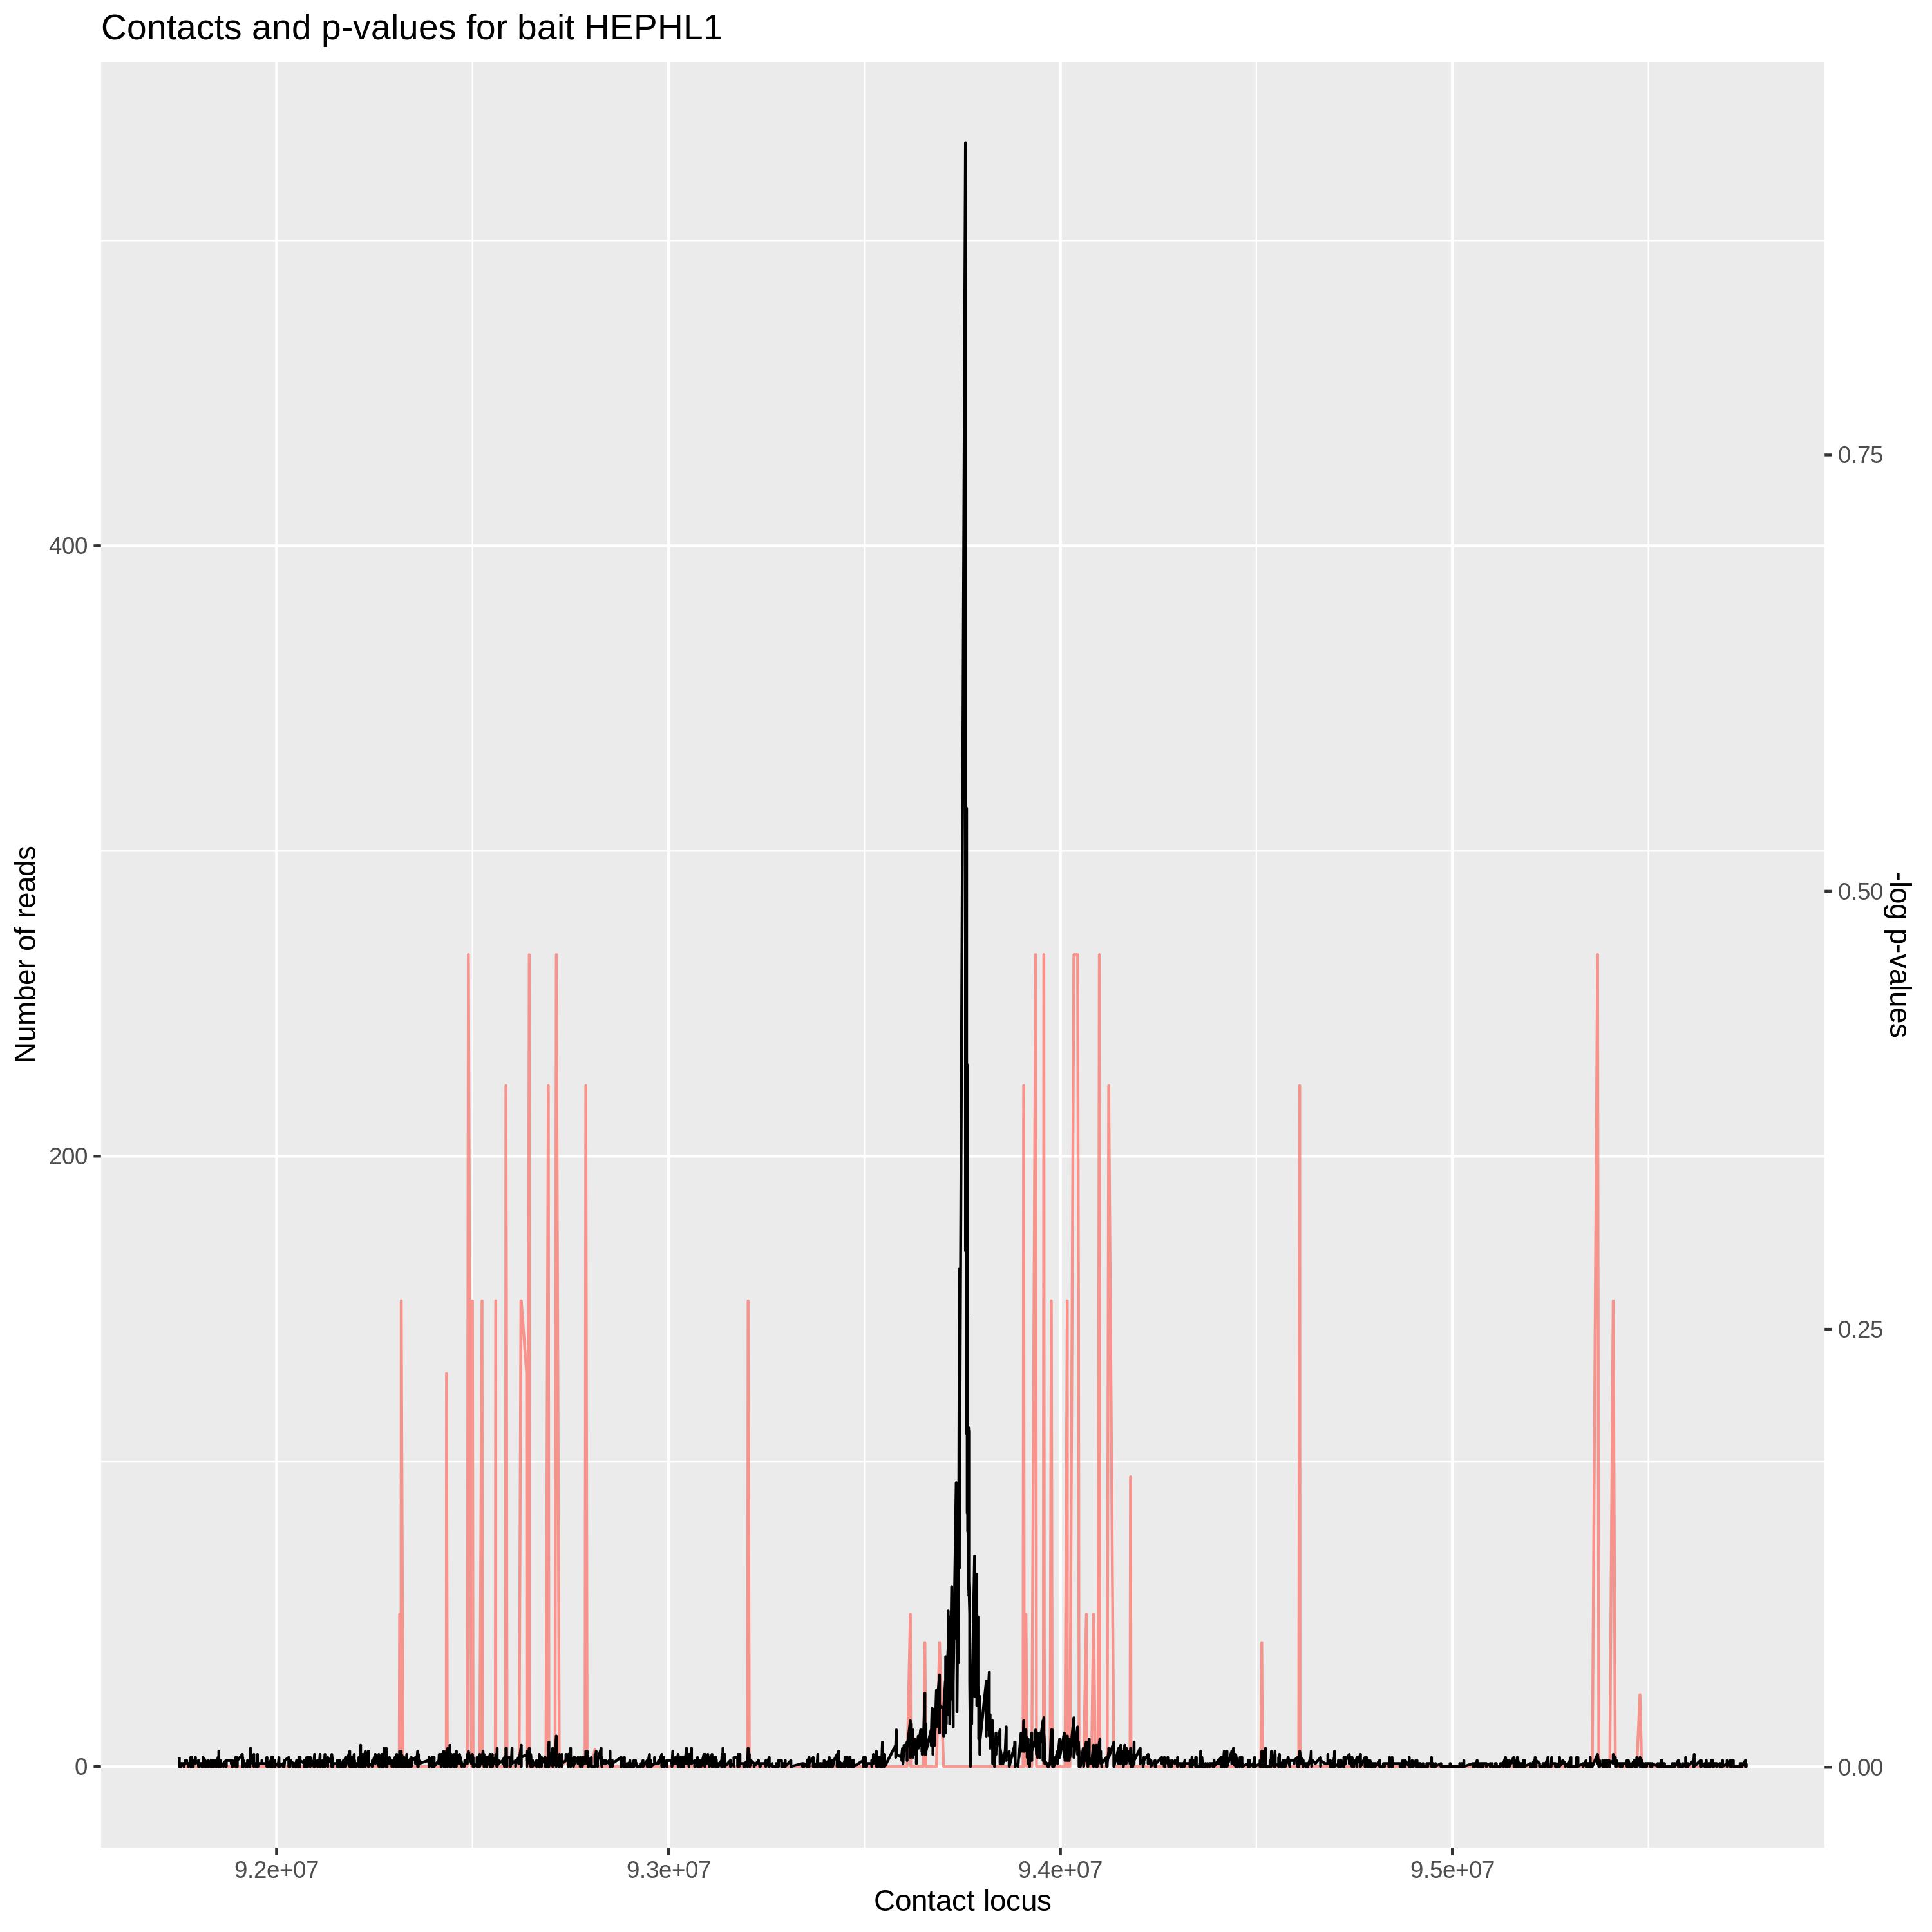 Contacts and p-values for bait HEPHL1
Number of reads
400
200
0
0.75
0.50
0.25
0.00
-log p-values
9.2e+07
9.3e+07
9.4e+07
9.5e+07
Contact locus